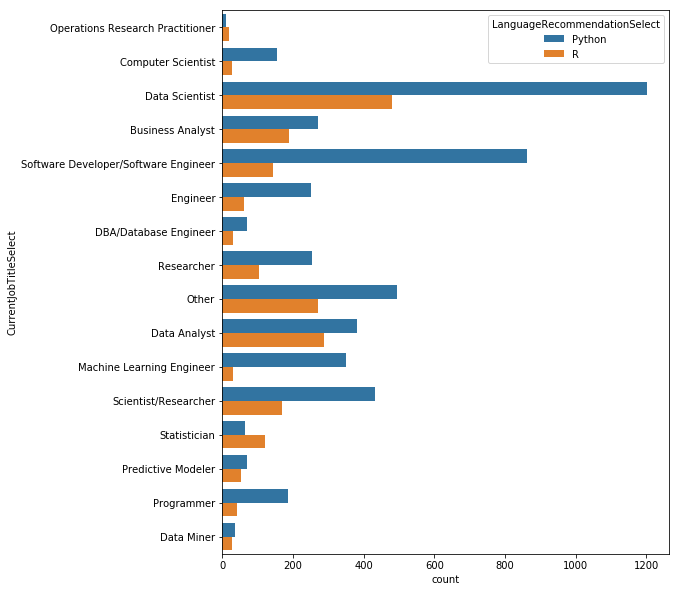 LanguageRecommendationSelect
Python
R
Operations Research Practitioner
Computer Scientist
Data Scientist
Business Analyst
Software Developer/Software Engineer
Engineer
DBA/Database Engineer
Researcher
Other
Data Analyst
Machine Learning Engineer
Scientist/Researcher
Statistician
Predictive Modeler
Programmer
Data Miner
CurrentJobTitleSelect
0 200 400 600 800 1000 1200
count